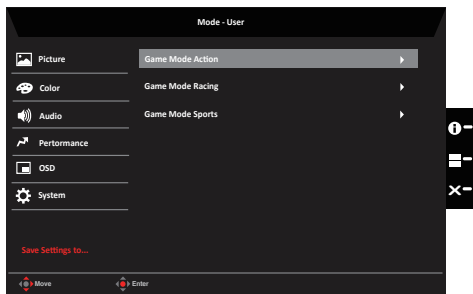 Mode - User
Picture
Color
Audio
Pertormance
OSD
System
Save Settings to...
Game Mode Action
Game Mode Racing
Game Mode Sports
Move
Enter